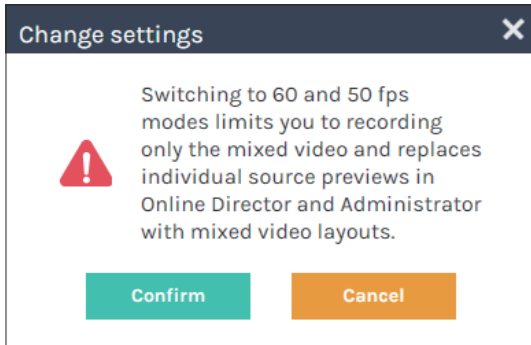 Change settings
Switching to 60 and 50 fps
modes limits you to recording
only the mixed video and replaces
individual source previews in
Online Director and Administrator
with mixed video layouts.
Confirm
Cancel